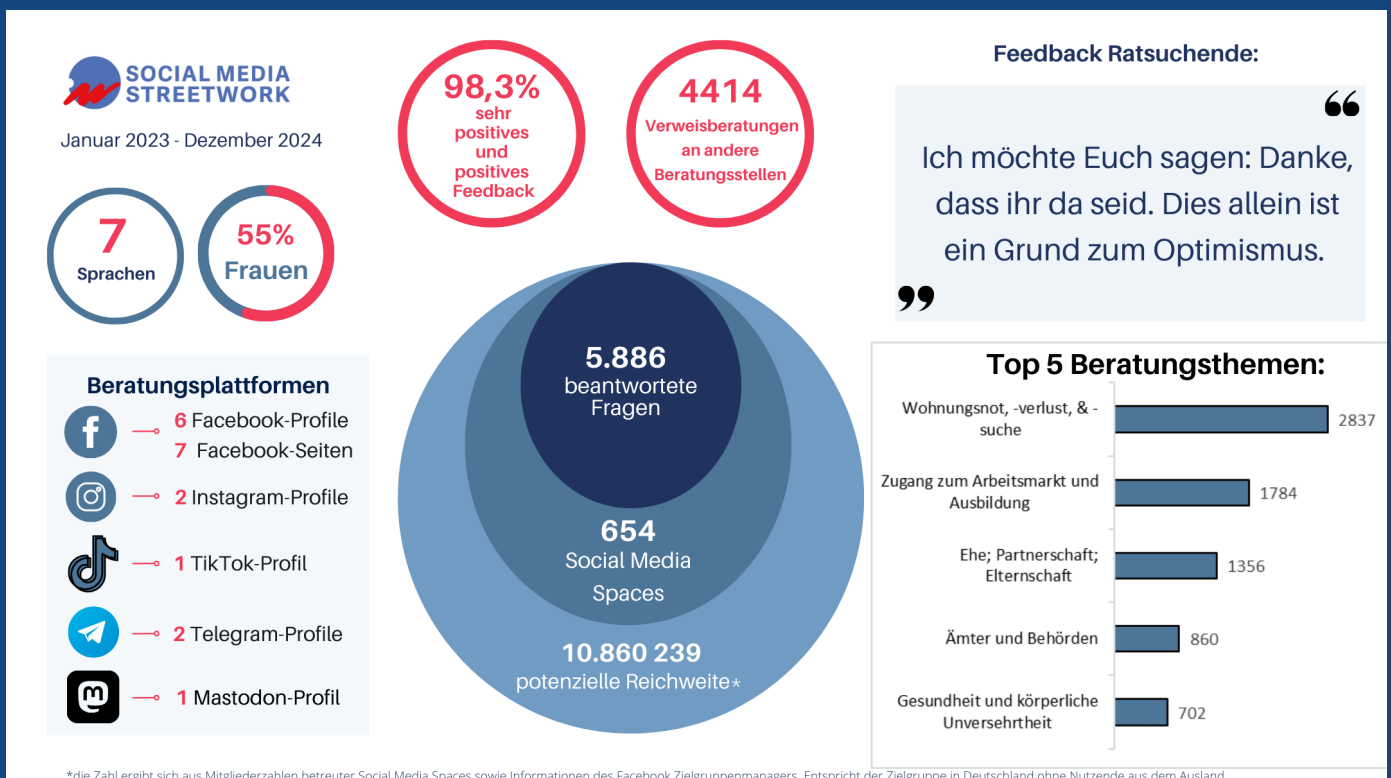 SOCIAL MEDIA
STREETWORK
Januar 2023 - Dezember 2024
7
Sprachen
55%
Frauen
98,3%
sehr
positives
und
positives
Feedback
4414
Verweisberatungen
an andere
Beratungsstellen
Feedback Ratsuchende:
“
Ich möchte Euch sagen: Danke,
dass ihr da seid. Dies allein ist
ein Grund zum Optimismus.
”
Beratungsplattformen
6 Facebook-Profile
7 Facebook-Seiten
2 Instagram-Profile
1 TikTok-Profil
2 Telegram-Profile
1 Mastodon-Profil
5.886
beantwortete
Fragen
654
Social Media
Spaces
10.860 239
potenzielle Reichweite*
Top 5 Beratungsthemen:
Wohnungsnot, -verlust, & -
suche
2837
Zugang zum Arbeitsmarkt und
Ausbildung
1784
Ehe; Partnerschaft;
Elternschaft
1356
Ämter und Behörden
860
Gesundheit und körperliche
Unversehrtheit
702
*die Zahl ergibt sich aus Mitgliederzahlen betreuter Social Media Spaces sowie Informationen des Facebook Zielgruppenmanagers. Entspricht der Zielgruppe in Deutschland ohne Nutzende aus dem Ausland